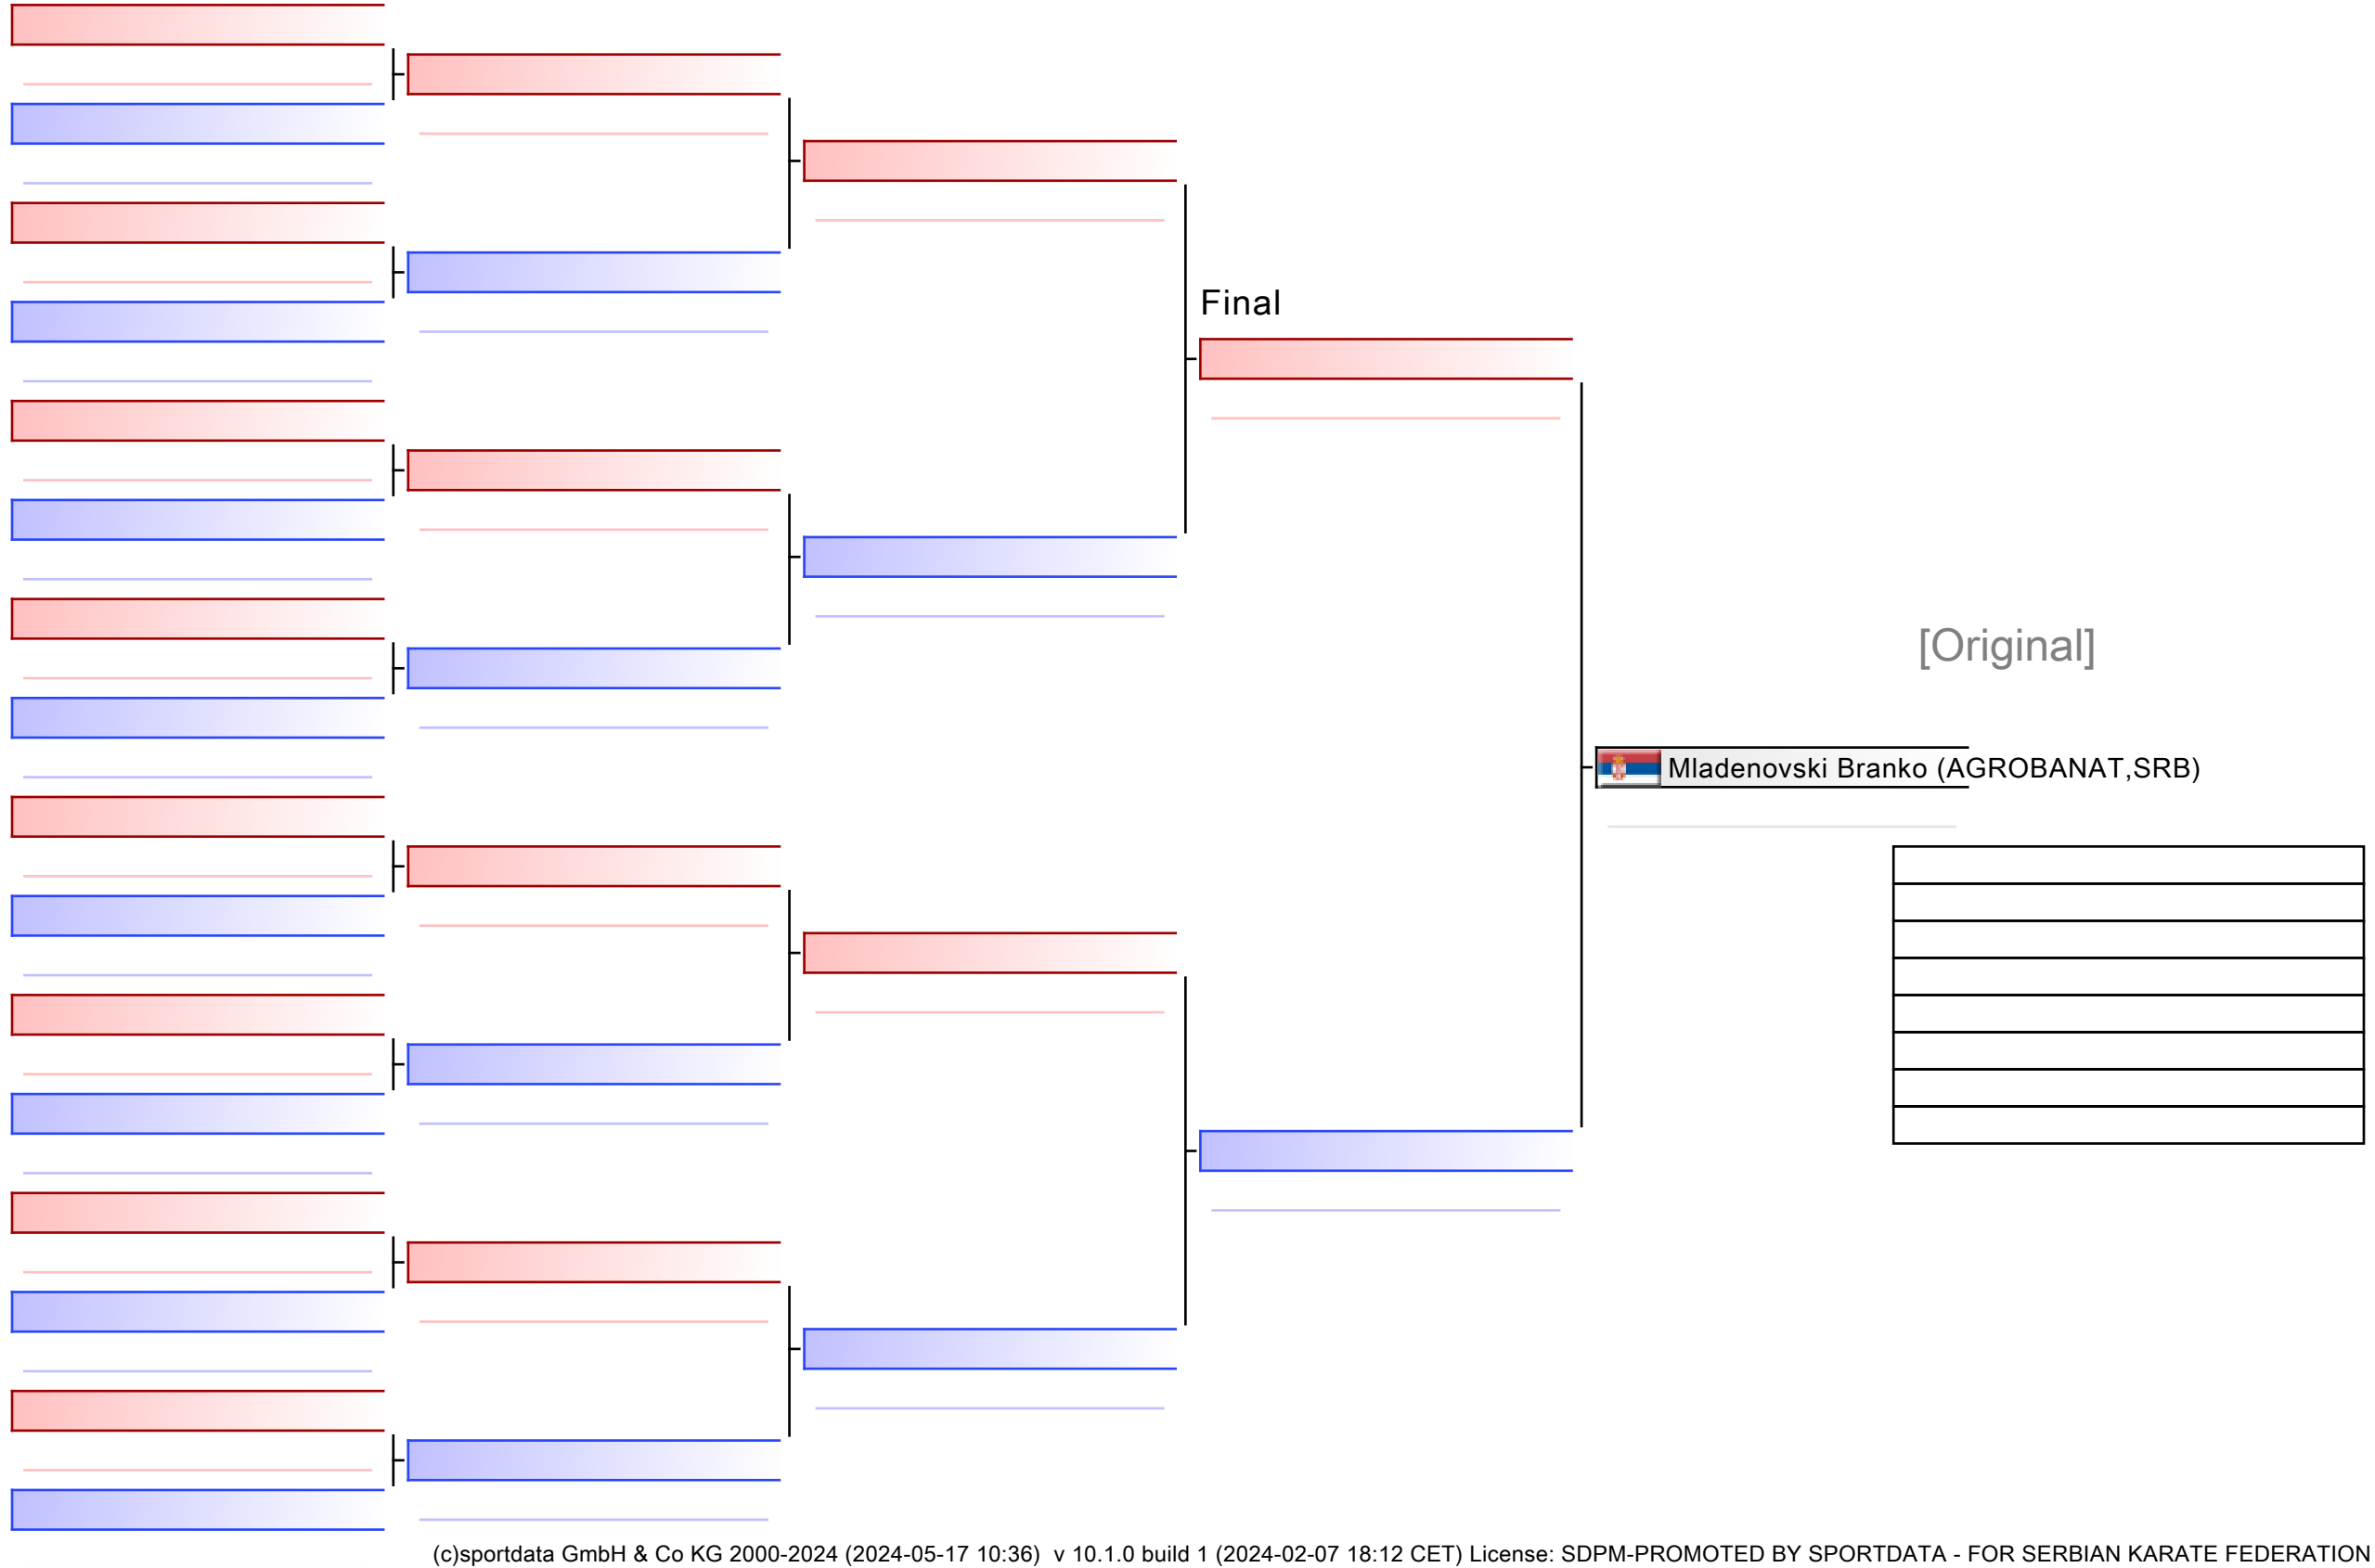 Final
[Original]
Mladenovski Branko (AGROBANAT,SRB)
(c)sportdata GmbH & Co KG 2000-2024 (2024-05-17 10:36)  v 10.1.0 build 1 (2024-02-07 18:12 CET) License: SDPM-PROMOTED BY SPORTDATA - FOR SERBIAN KARATE FEDERATION